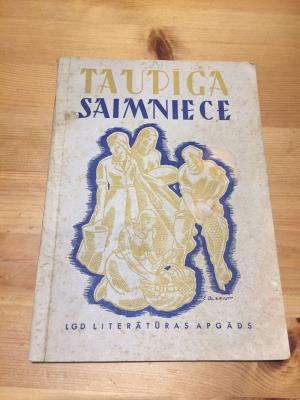 TAUPĪGA
SAIMNIECE
LGD LITERATŪRAS APGĀDS